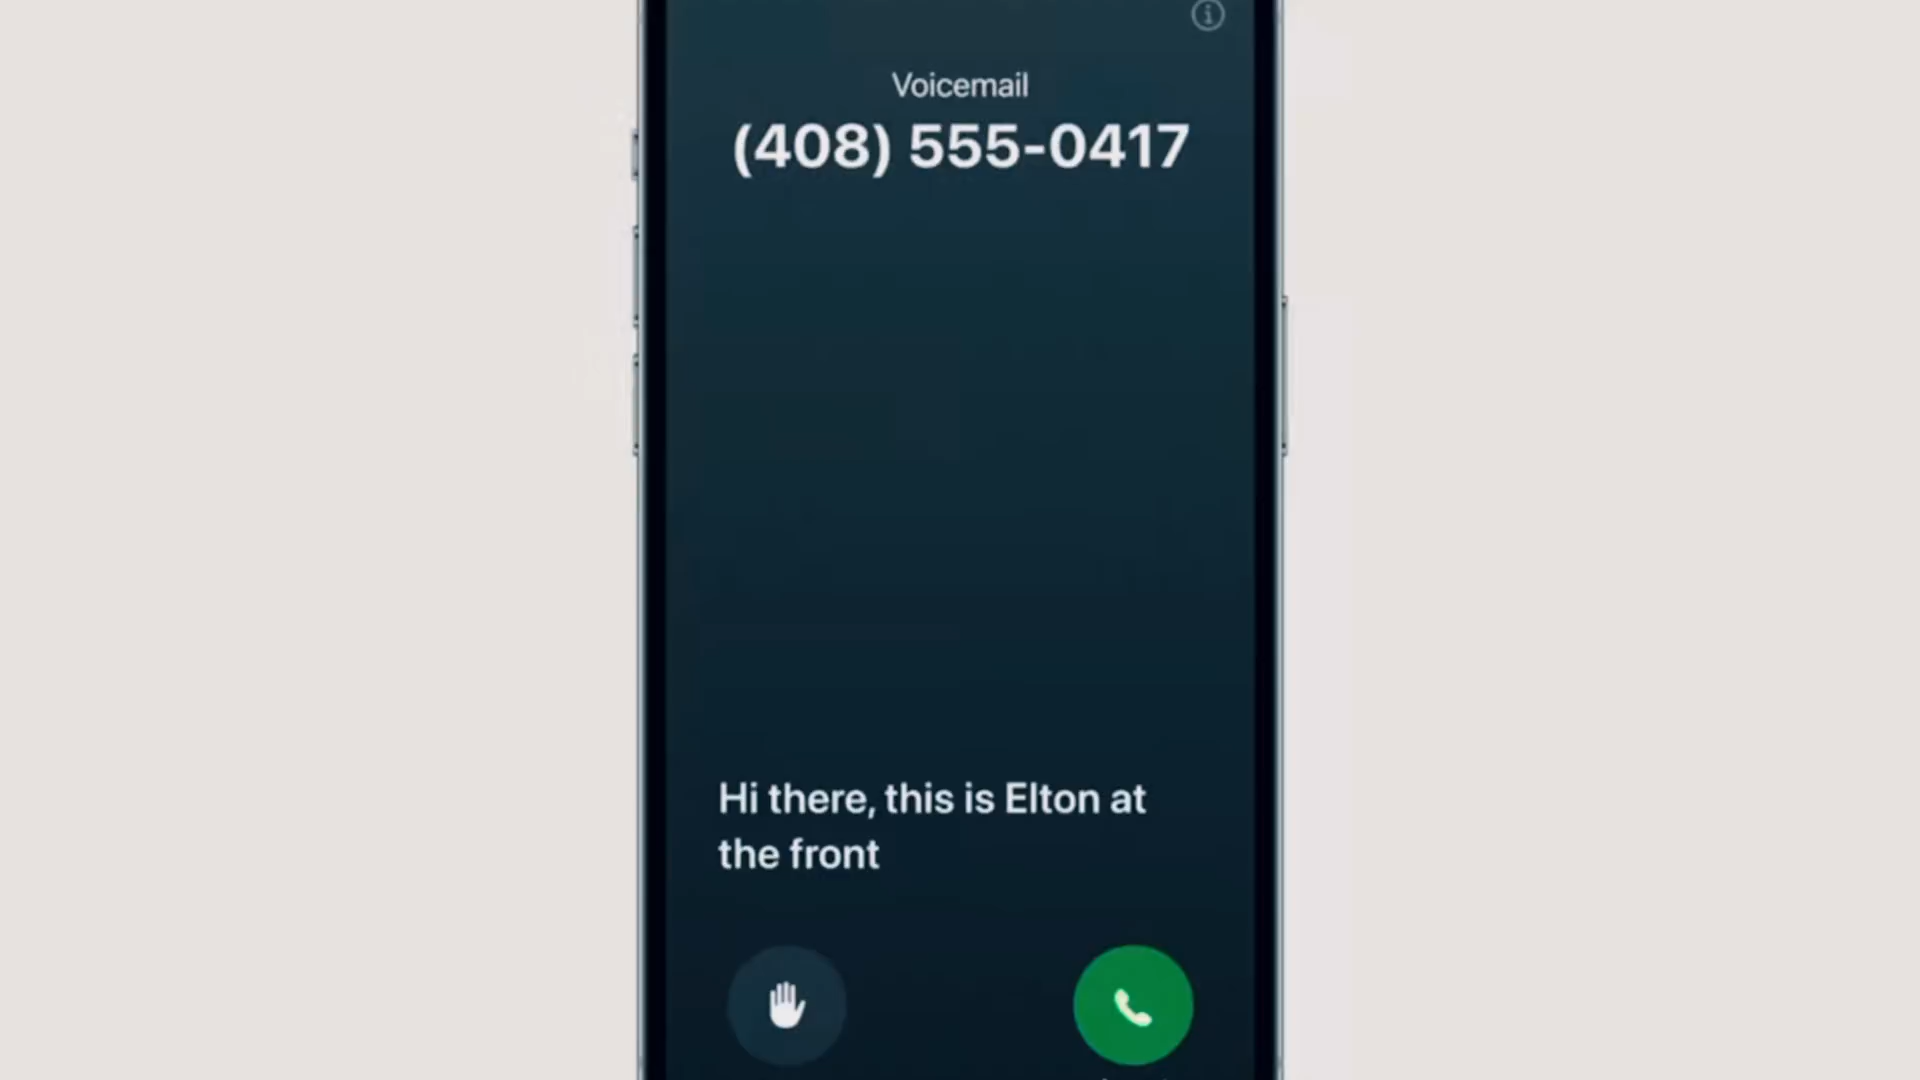 Voicemail
(408) 555-0417
Hi there, this is Elton at
the front